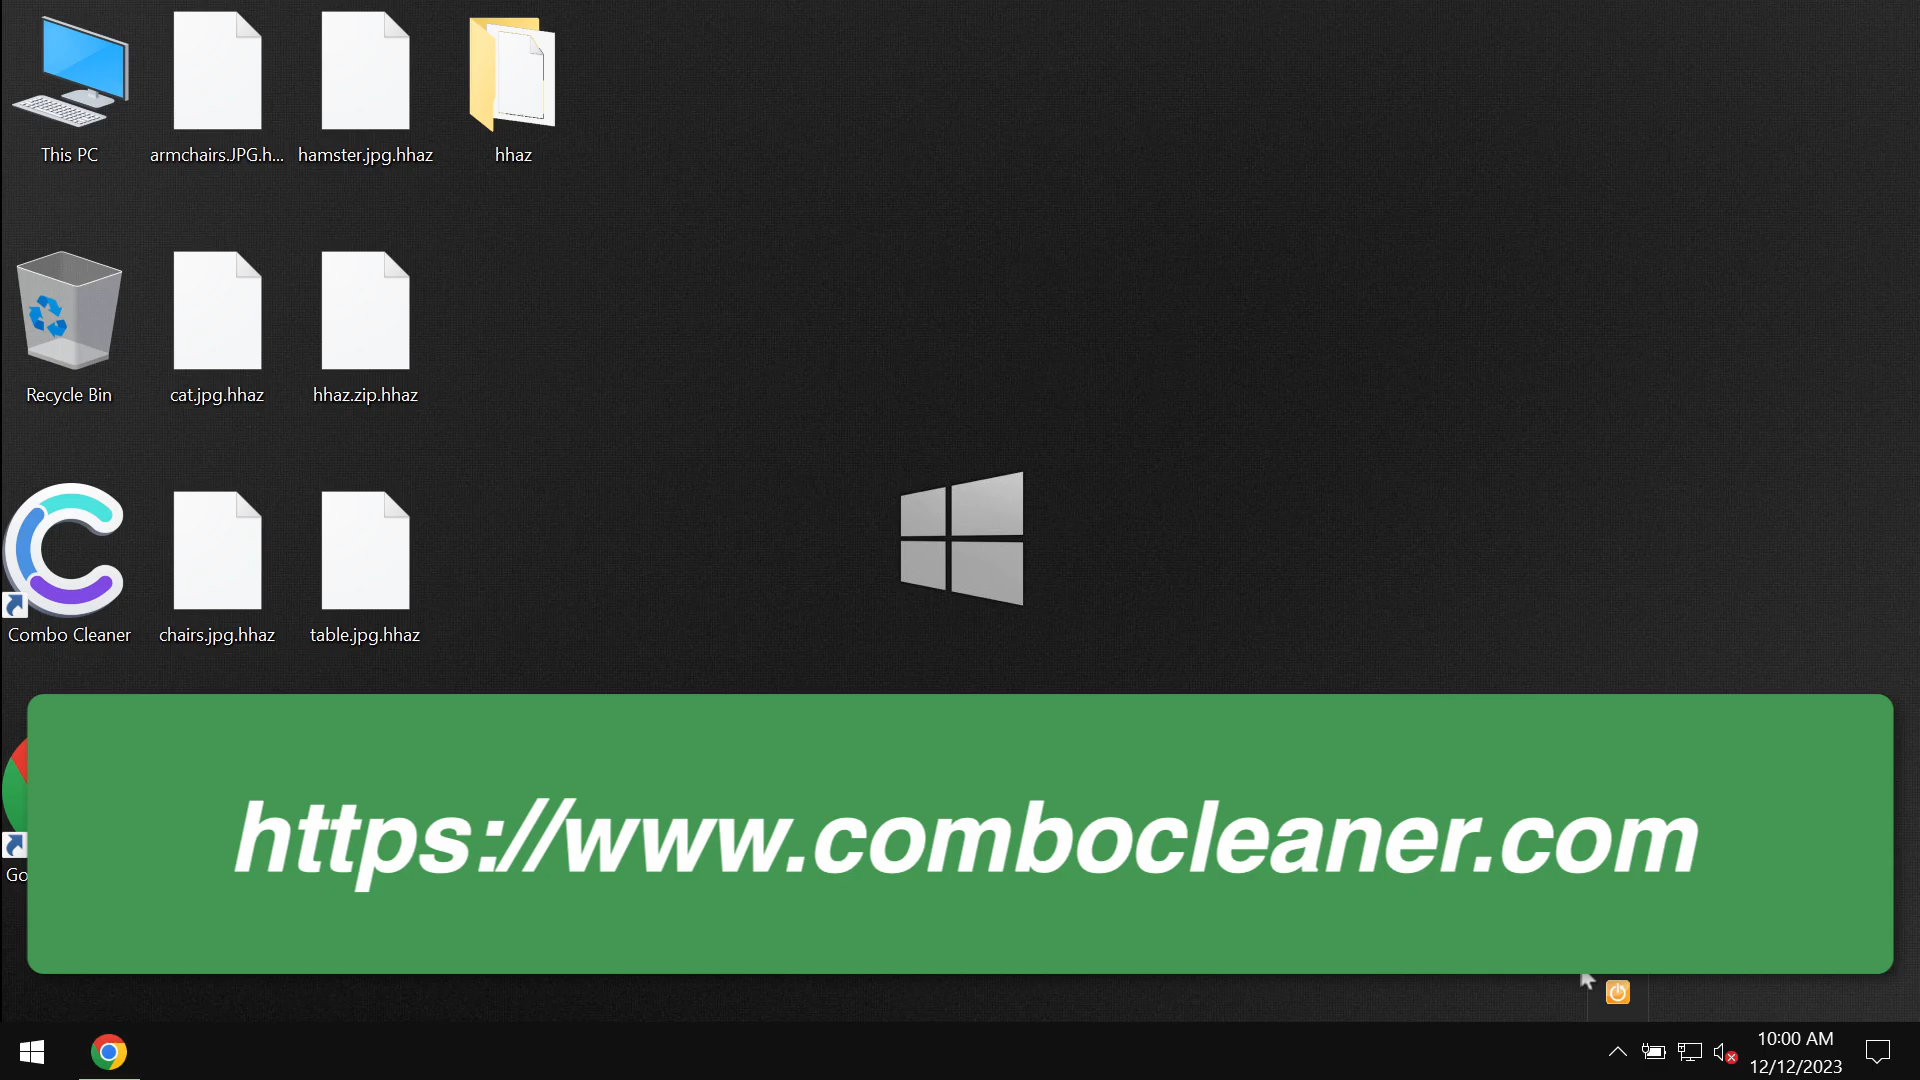 This PC
armchairs.JPG.h...
hamster.jpg.hhaz
hhaz
Recycle Bin
cat.jpg.hhaz
hhaz.zip.hhaz
Combo Cleaner
chairs.jpg.hhaz
table.jpg.hhaz
https://www.combocleaner.com
Go
10:00 AM
12/12/2023